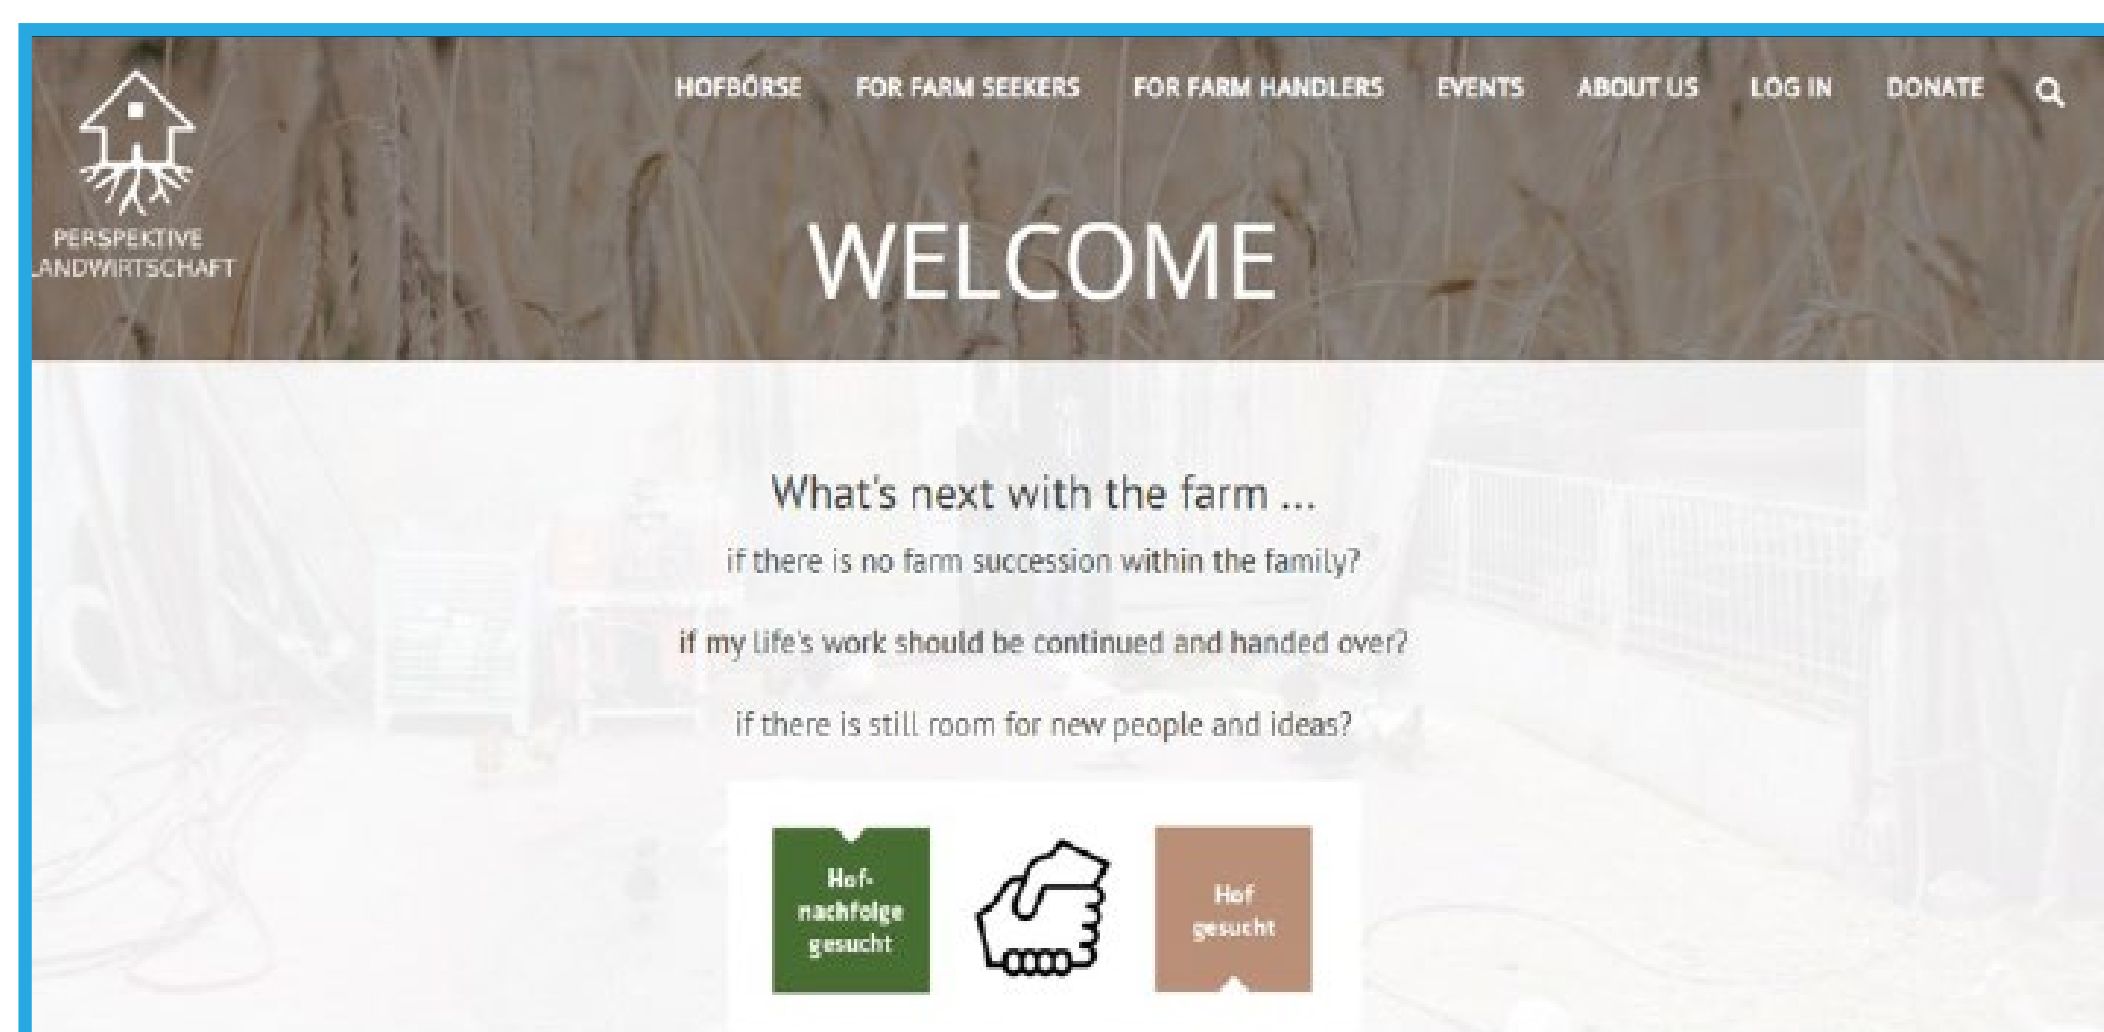 HOFBÖRSE FOR FARM SEEKERS FOR FARM HANDLERS EVENTS ABOUT US LOG IN DONATE
PERSPEKTIVE
LANDWIRTSCHAFT
WELCOME
What's next with the farm ...
if there is no farm succession within the family?
if my life's work should be continued and handed over?
if there is still room for new people and ideas?
Hof-
nachfolge
gesucht
Hof
gesucht